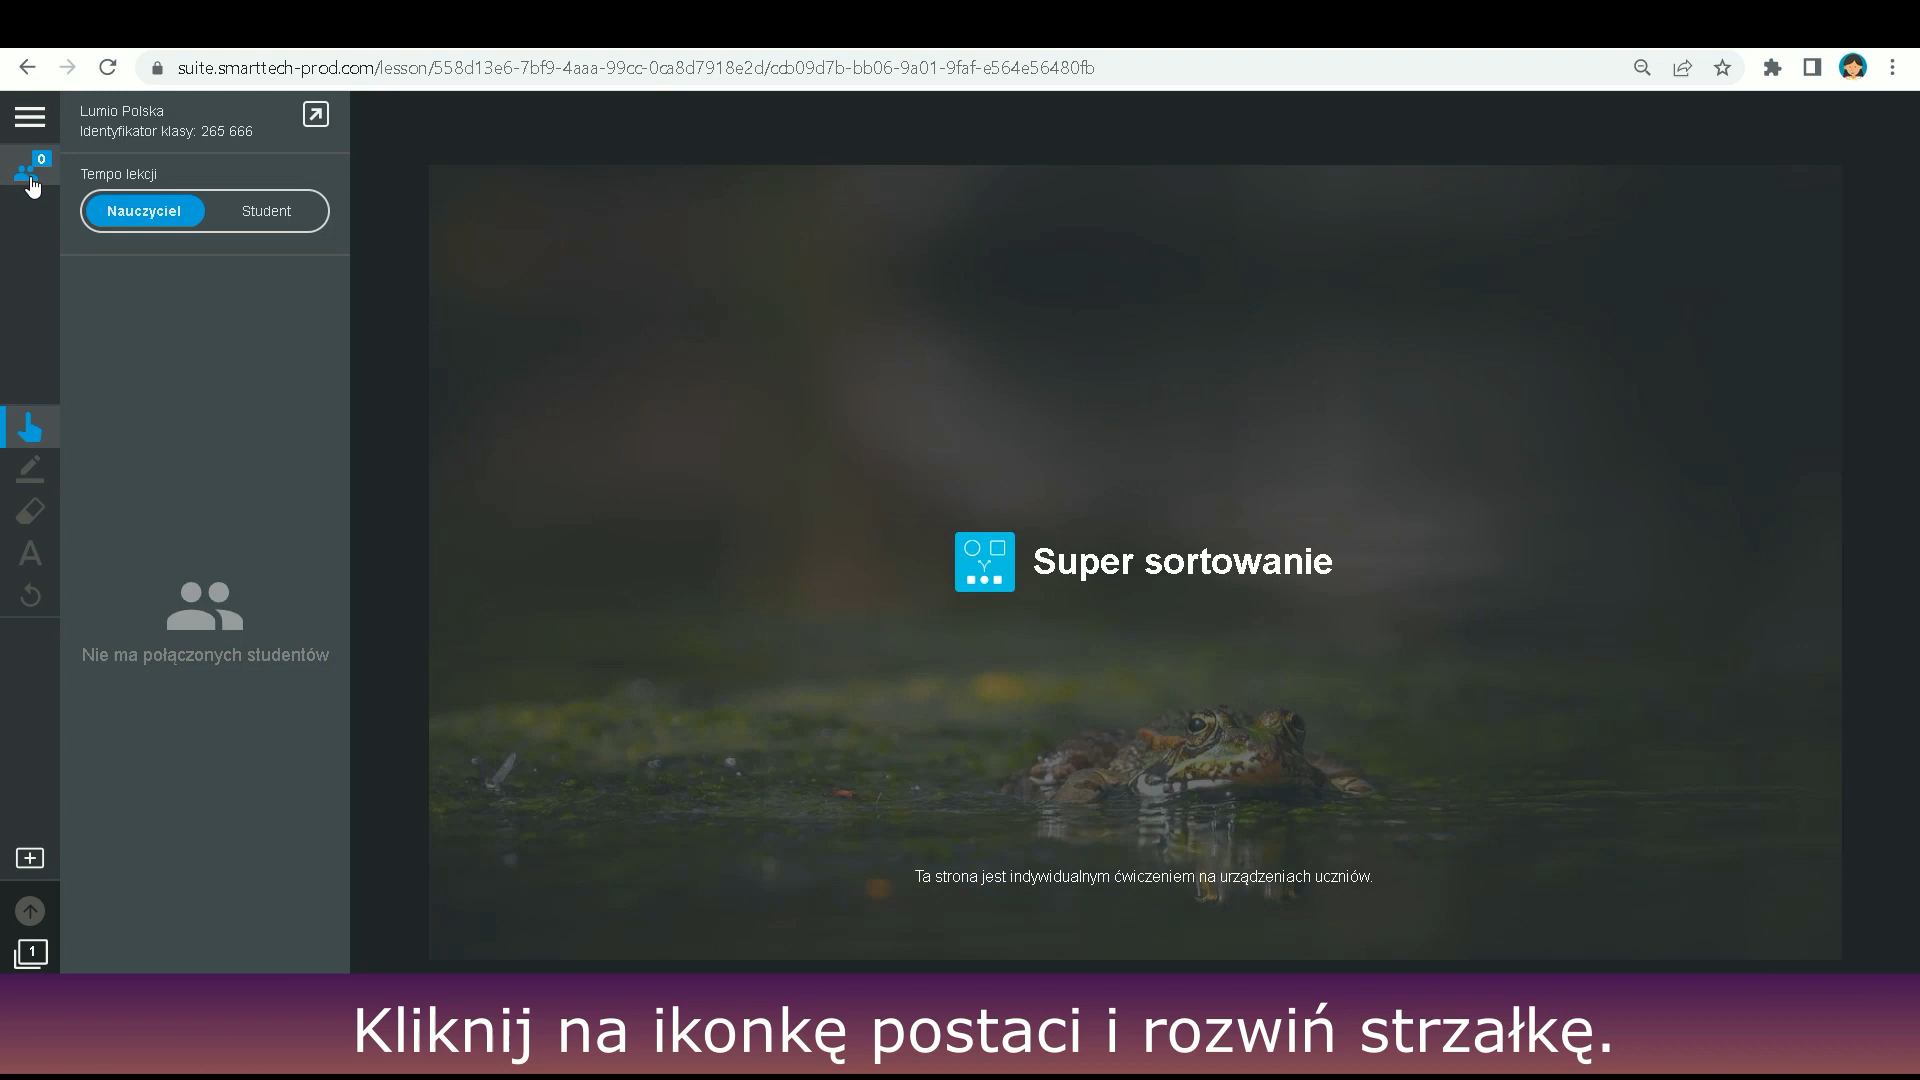 suite.smarttech-prod.com/lesson/558d13e6-7bf9-4aaa-99cc-0ca8d7918e2d/ccb09d7b-bb06-9a01-9faf-e564e56480fb
Lumio Polska
Identyfikator klasy: 265 666
0
Tempo lekcji
Nauczyciel Student
Super sortowanie
Nie ma połączonych studentów
Ta strona jest indywidualnym ćwiczeniem na urządzeniach uczniów.
1
Kliknij na ikonkę postaci i rozwiń strzałkę.